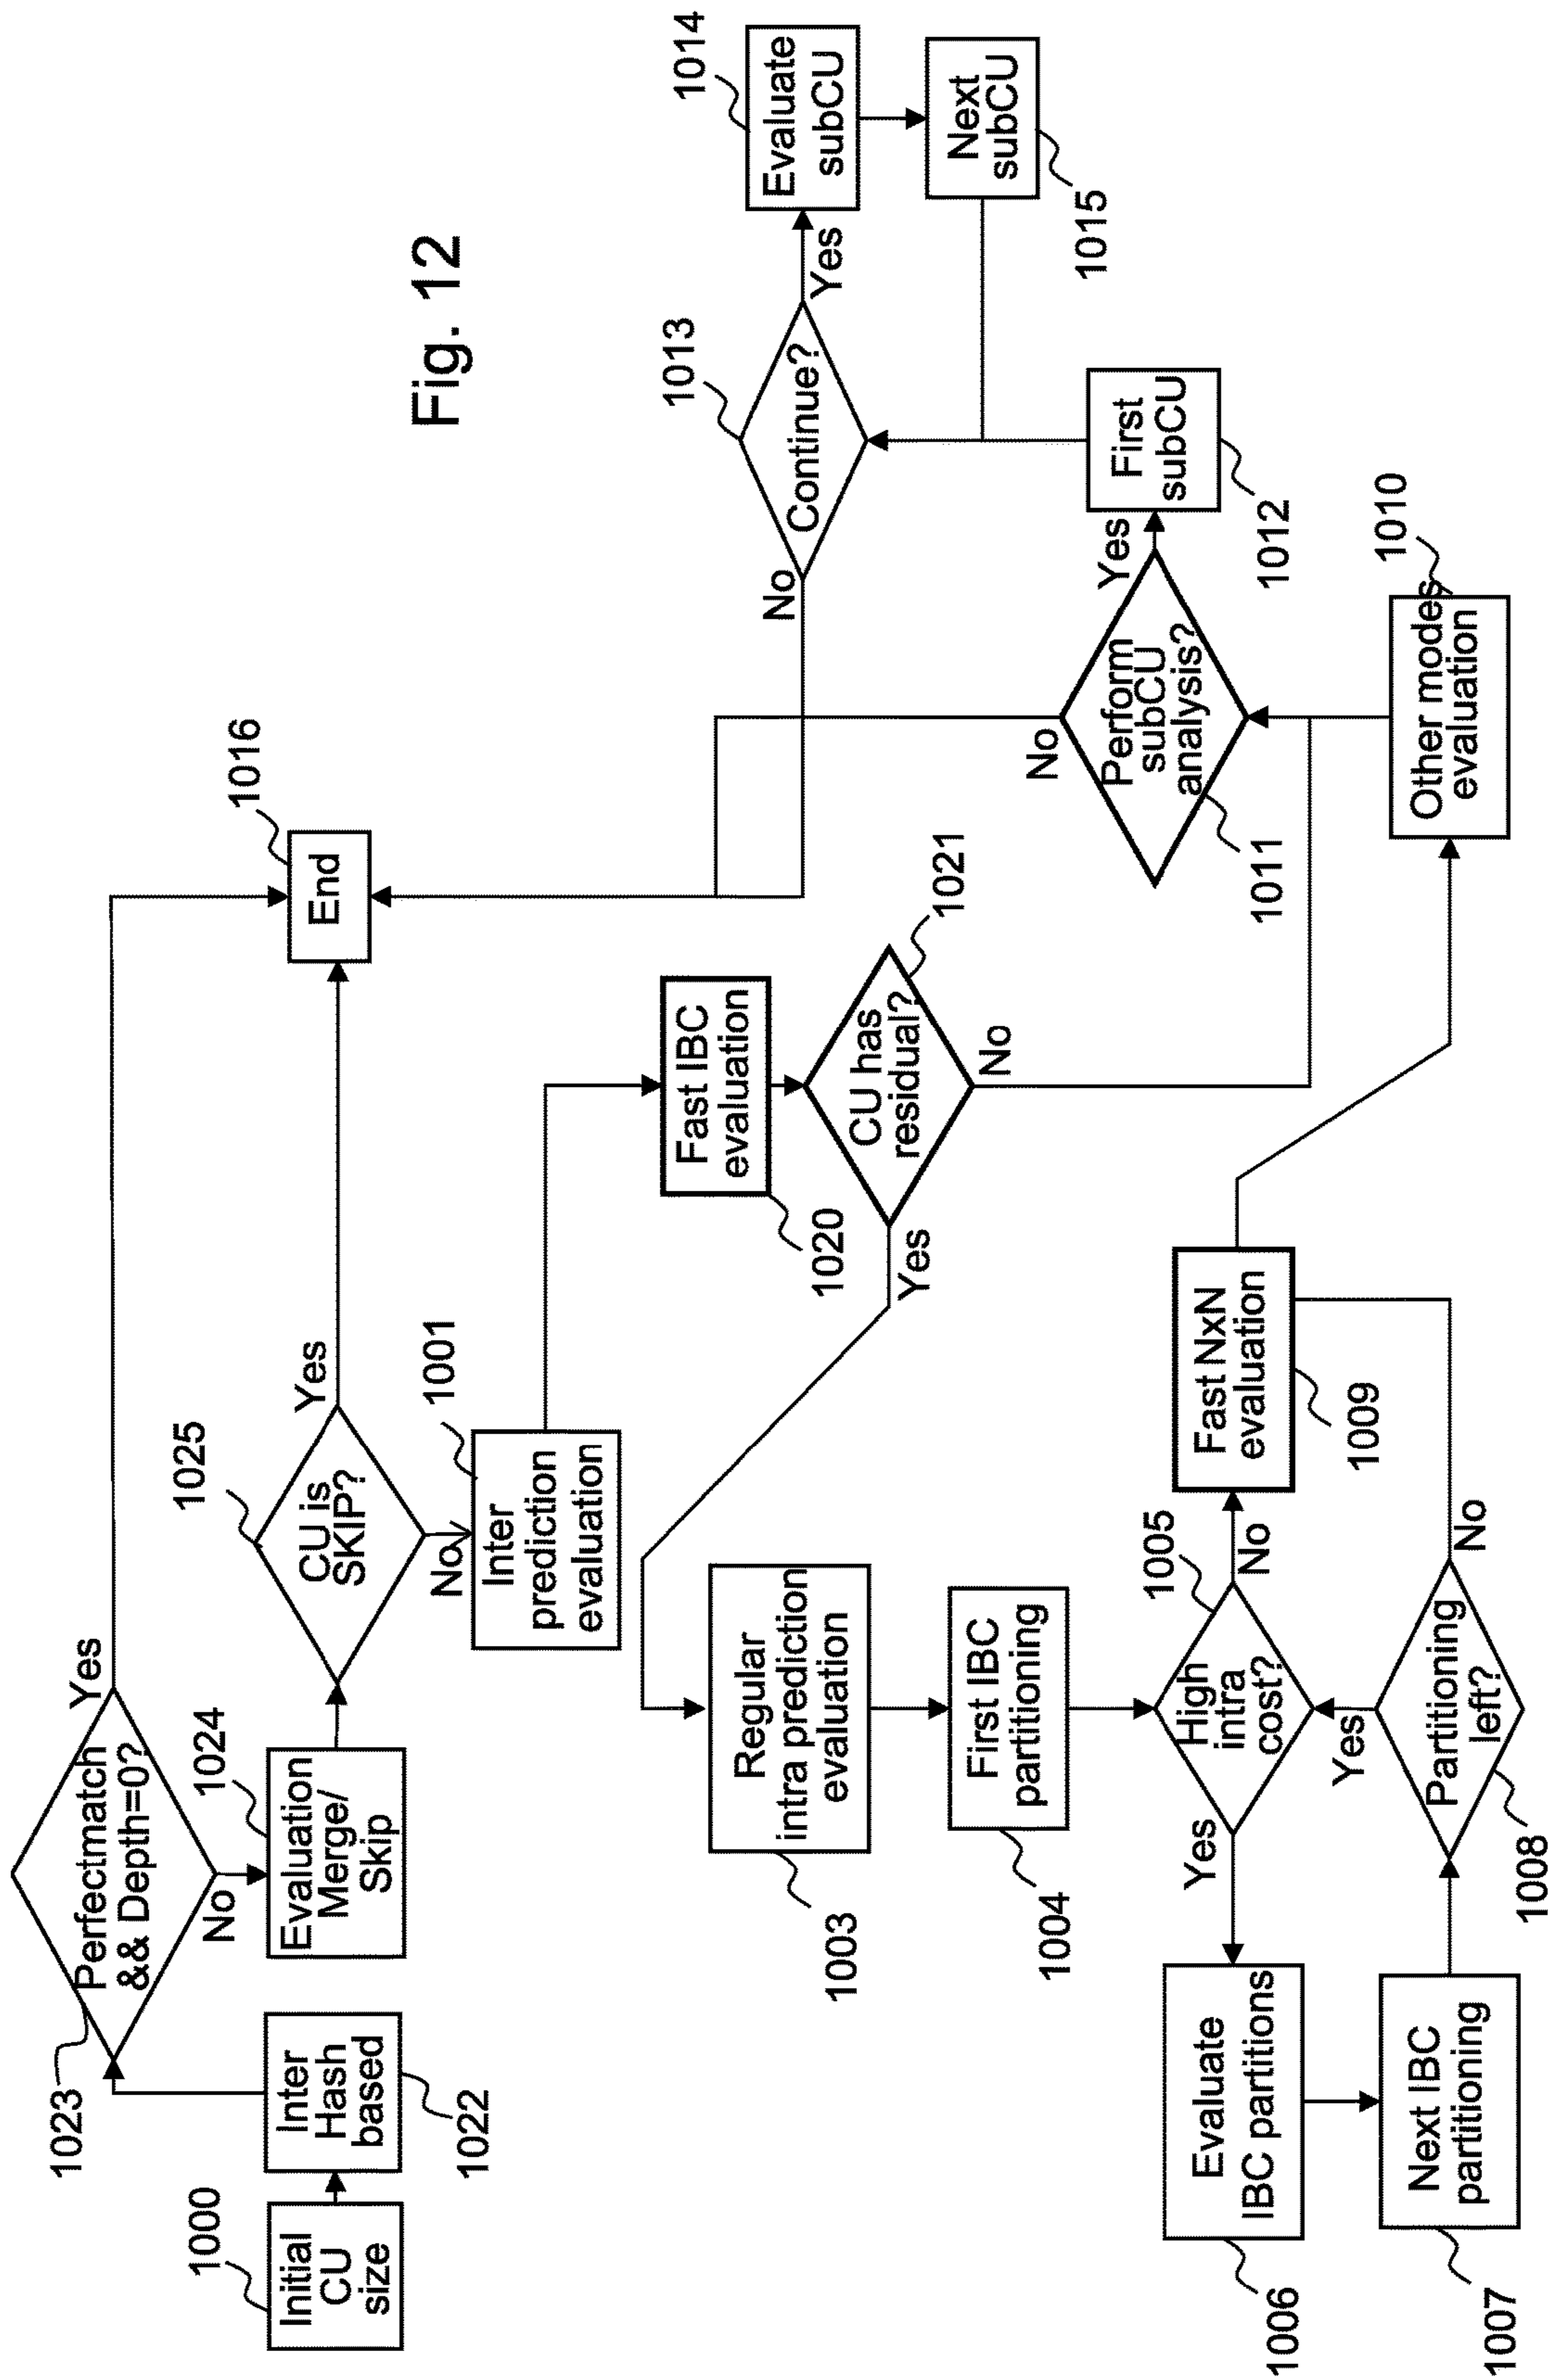 Fig. 12
1000
Initial
CU
size
1022
Inter
Hash
based
1023
Perfectmatch
&& Depth=0?
Yes
No
1024
Evaluation
Merge/
Skip
1025
CU is
SKIP?
Yes
No
1016
End
1001
Inter
prediction
evaluation
1020
Fast IBC
evaluation
1021
CU has
residual?
Yes
No
1003
Regular
intra prediction
evaluation
1004
First IBC
partitioning
1005
High
intra
cost?
Yes
No
1006
Evaluate
IBC partitions
1007
Next IBC
partitioning
1008
Partitioning
left?
Yes
No
1009
Fast NxN
evaluation
1010
Other modes
evaluation
1011
Perform
subCU
analysis?
No
Yes
1012
First
subCU
1013
Continue?
No
Yes
1014
Evaluate
subCU
1015
Next
subCU